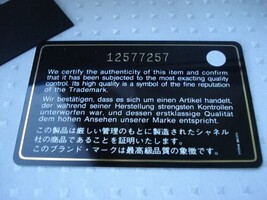 12577257
We certify the authenticity of this item and confirm
that it has been subjected to the most exacting quality
control. Its high quality is a symbol of the fine reputation
of the Trademark.
Wir bestätigen, dass es sich um einen Artikel handelt,
der während seiner Herstellung strengsten Kontrollen
unterworfen war, und dessen erstklassige Qualität
dem hohen Ansehen unserer Marke entspricht.
この製品は厳しい管理のもとに製造されたシャネル
社の商品であることを証明いたします。
このブランド・マークは最高級品質の象徴です。